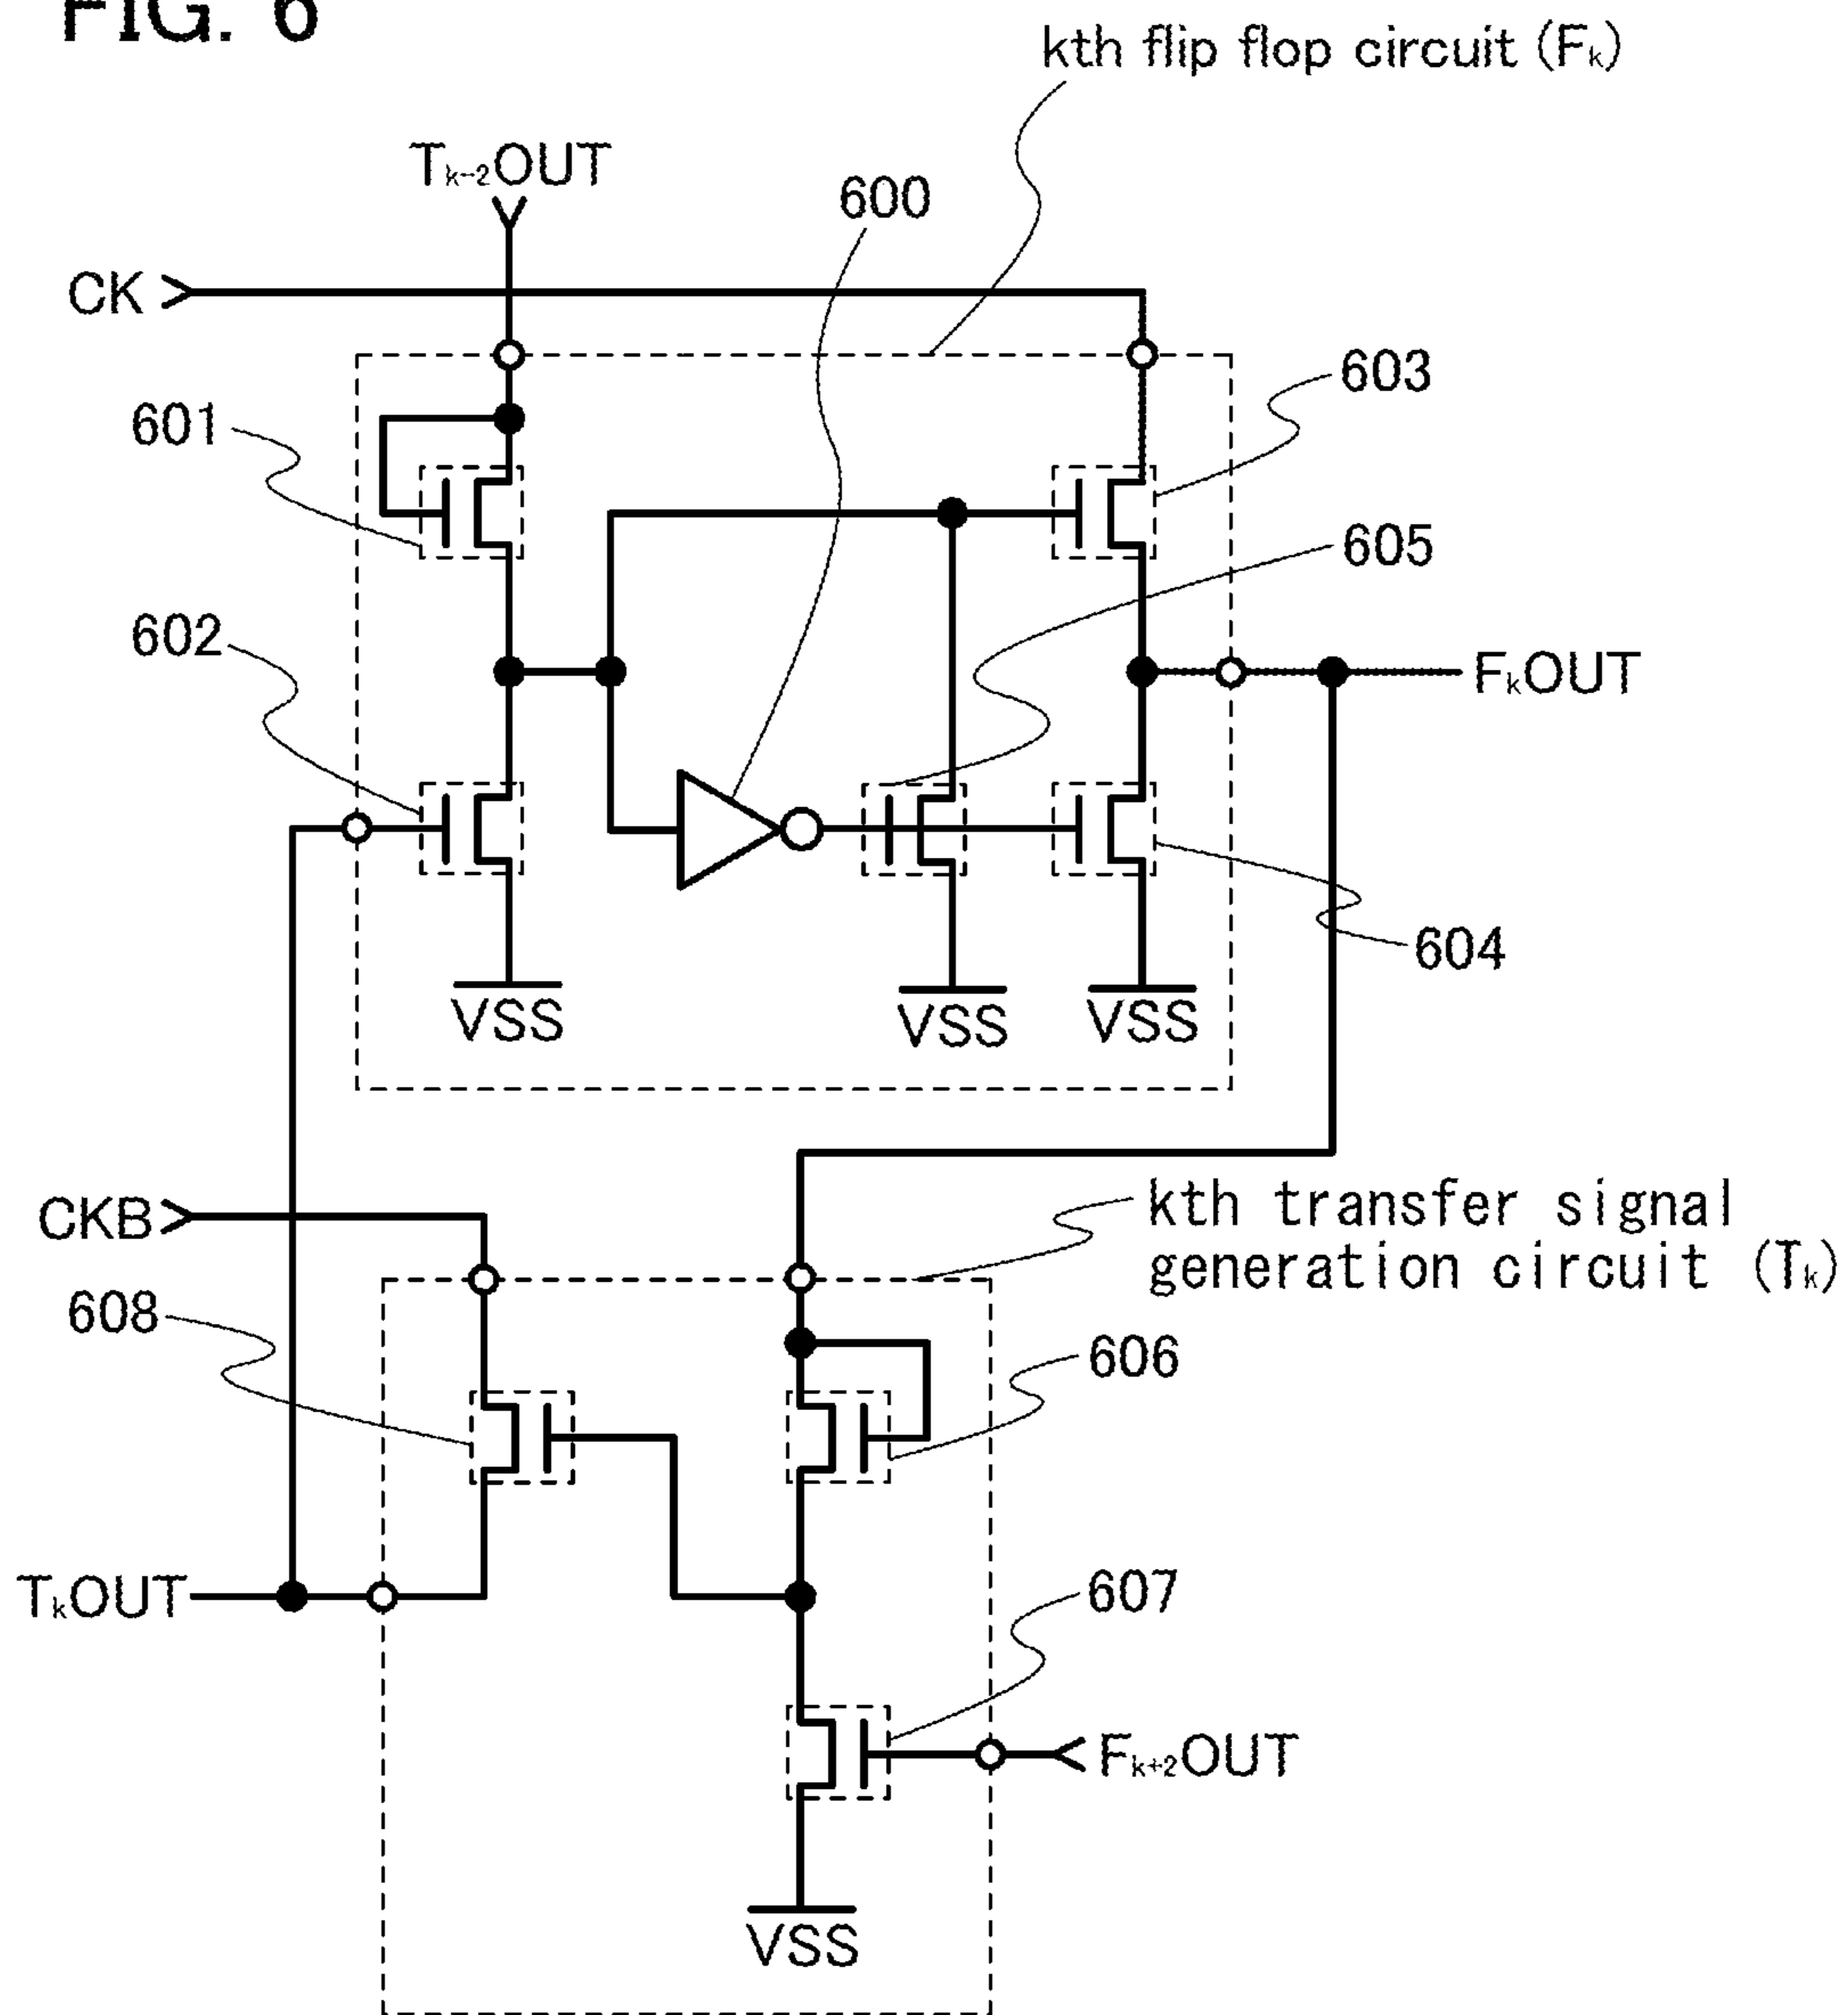 FIG. 6
kth flip flop circuit (Fk)
Tk-2OUT
600
CK
603
601
605
602
FkOUT
604
VSS
VSS
VSS
CKB
kth transfer signal
generation circuit (Tk)
608
606
TkOUT
607
Fk+2OUT
VSS